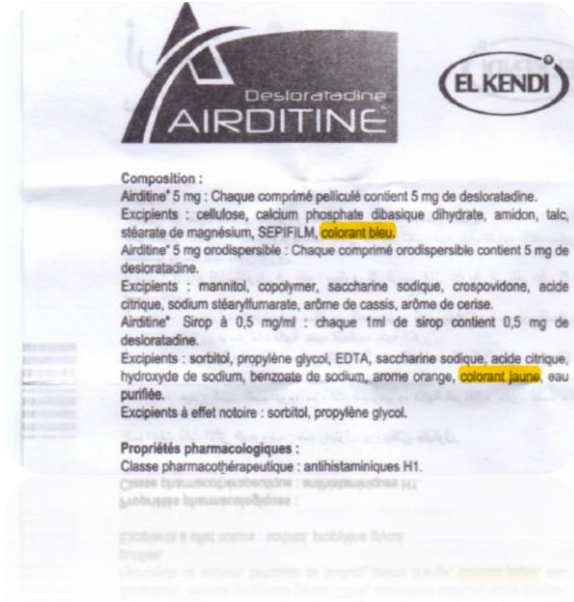 Desloratadine
AIRDITINE®
EL KENDI
Composition :
Airditine® 5 mg : Chaque comprimé pelliculé contient 5 mg de desloratadine.
Excipients : cellulose, calcium phosphate dibasique dihydrate, amidon, talc,
stéarate de magnésium, SEPIFILM, colorant bleu.
Airditine® 5 mg orodispersible : Chaque comprimé orodispersible contient 5 mg de
desloratadine.
Excipients : mannitol, copolymer, saccharine sodique, crospovidone, acide
citrique, sodium stéarylfumarate, arôme de cassis, arôme de cerise.
Airditine® Sirop à 0,5 mg/ml : chaque 1ml de sirop contient 0,5 mg de
desloratadine.
Excipients : sorbitol, propylène glycol, EDTA, saccharine sodique, acide citrique,
hydroxyde de sodium, benzoate de sodium, arome orange, colorant jaune, eau
purifiée.
Excipients à effet notoire : sorbitol, propylène glycol.
Propriétés pharmacologiques :
Classe pharmacothérapeutique : antihistaminiques H1.